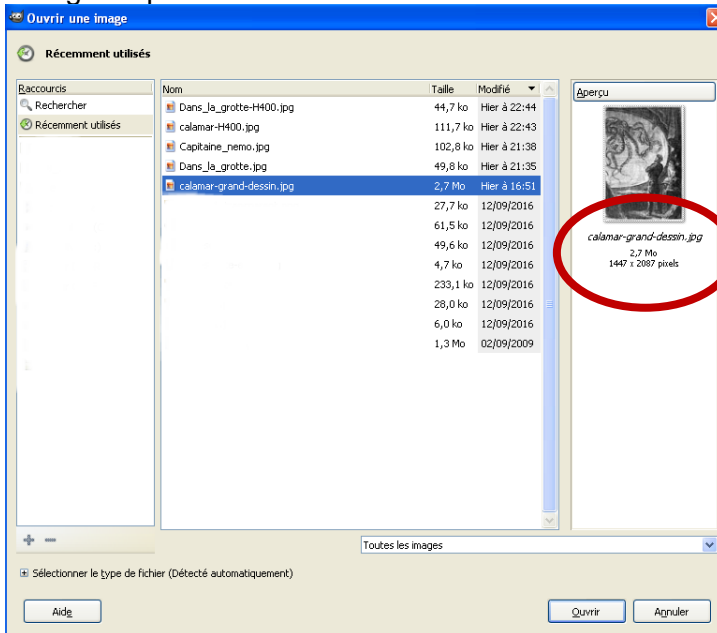 Ouvrir une image
Récemment utilisés
Raccourcis
Rechercher
Récemment utilisés
Nom Taille Modifié
Dans_la_grotte-H400.jpg 44,7 ko Hier à 22:44
calamar-H400.jpg 111,7 ko Hier à 22:43
Capitaine_nemo.jpg 102,8 ko Hier à 21:38
Dans_la_grotte.jpg 49,8 ko Hier à 21:35
calamar-grand-dessin.jpg 2,7 Mo Hier à 16:51
27,7 ko 12/09/2016
61,5 ko 12/09/2016
49,6 ko 12/09/2016
4,7 ko 12/09/2016
233,1 ko 12/09/2016
28,0 ko 12/09/2016
6,0 ko 12/09/2016
1,3 Mo 02/09/2009
Aperçu
calamar-grand-dessin.jpg
2,7 Mo
1447 x 2087 pixels
Toutes les images
Sélectionner le type de fichier (Détecté automatiquement)
Aide
Ouvrir
Annuler